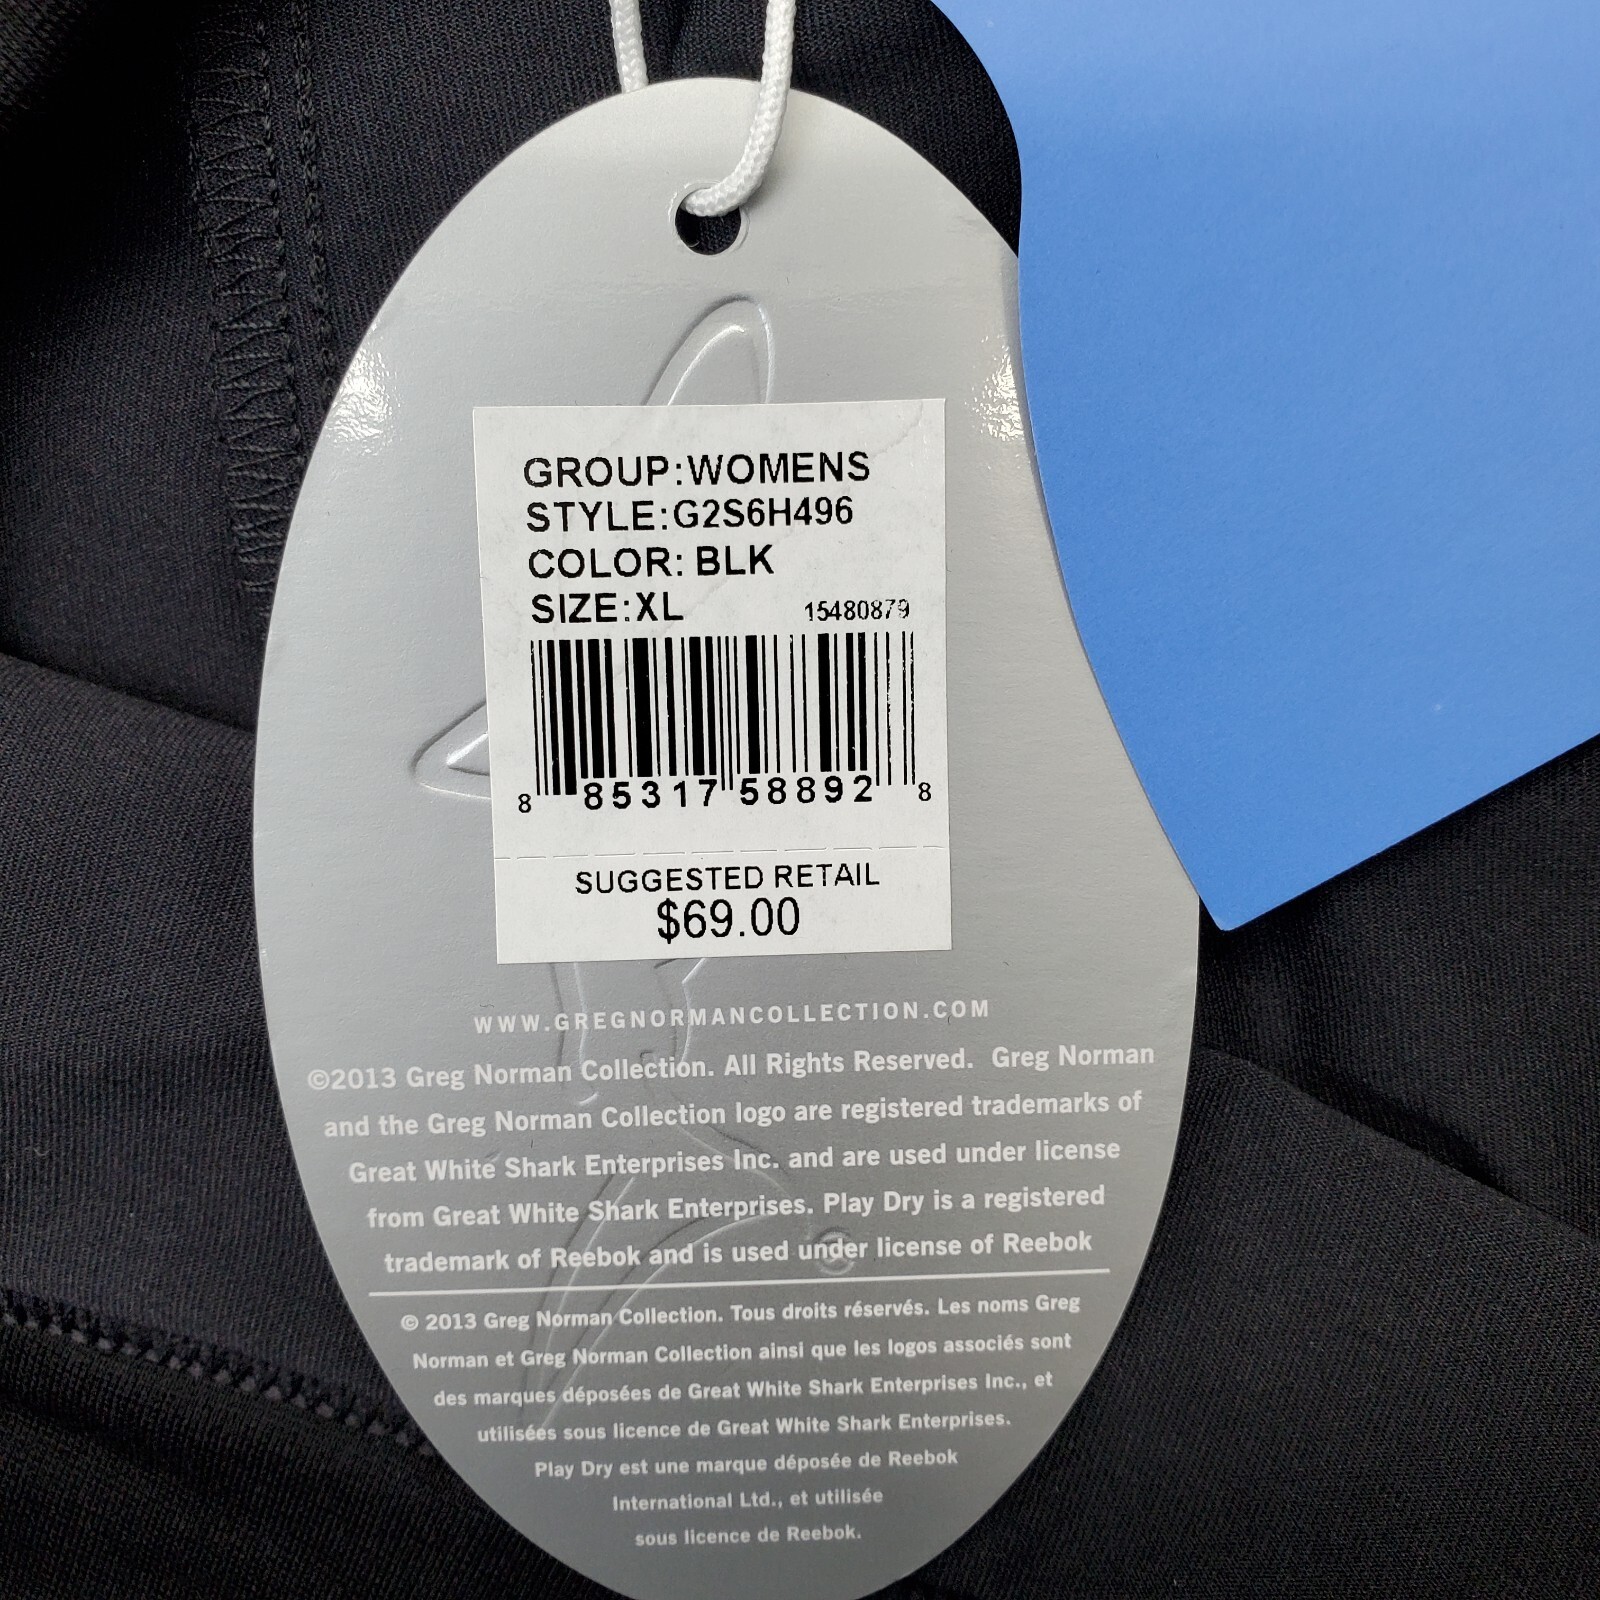 GROUP:WOMENS
STYLE:G2S6H496
COLOR: BLK
SIZE:XL 15480879
8 85317 58892 8
SUGGESTED RETAIL
$69.00
WWW.GREGNORMANCOLLECTION.COM
©2013 Greg Norman Collection. All Rights Reserved. Greg Norman
and the Greg Norman Collection logo are registered trademarks of
Great White Shark Enterprises Inc. and are used under license
from Great White Shark Enterprises. Play Dry is a registered
trademark of Reebok and is used under license of Reebok
© 2013 Greg Norman Collection. Tous droits réservés. Les noms Greg
Norman et Greg Norman Collection ainsi que les logos associés sont
des marques déposées de Great White Shark Enterprises Inc., et
utilisées sous licence de Great White Shark Enterprises.
Play Dry est une marque déposée de Reebok
International Ltd., et utilisée
sous licence de Reebok.